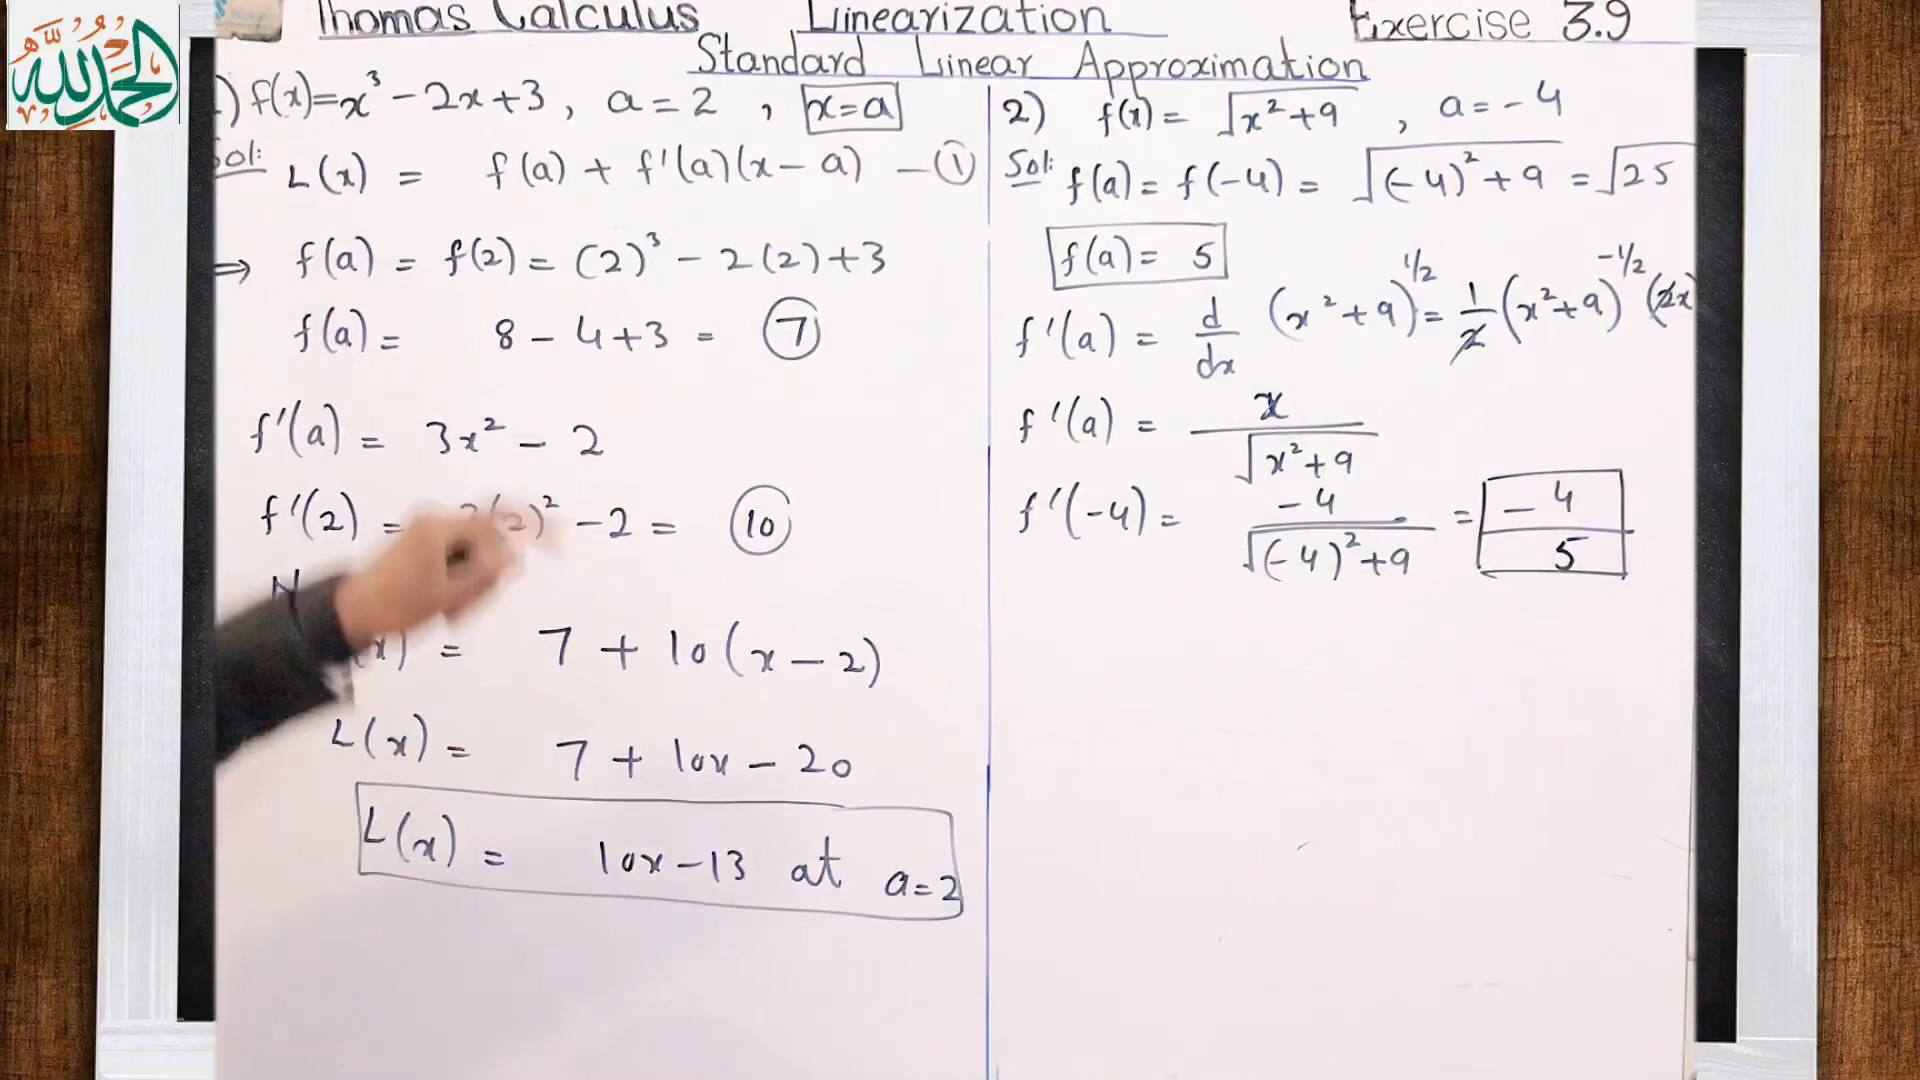 الحمد لله
Thomas Calculus Linearization Exercise 3.9
Standard Linear Approximation
) f(x)=x³-2x+3, a=2, x=a
Sol: L(x) = f(a) + f'(a)(x-a) —①
⇒ f(a) = f(2) = (2)³ - 2(2)+3
f(a) = 8-4+3 = 7
f'(a) = 3x²-2
f'(2) = 3(2)²-2 = 10
N
(x) = 7 + 10(x-2)
L(x) = 7 + 10x - 20
L(x) = 10x-13 at a=2
2) f(x) = √(x²+9), a=-4
Sol: f(a) = f(-4) = √((-4)²+9) = √25
f(a) = 5
f'(a) = d/dx (x²+9)^1/2 = 1/2 (x²+9)^-1/2 (2x)
f'(a) = x/√(x²+9)
f'(-4) = -4/√((-4)²+9) = -4/5